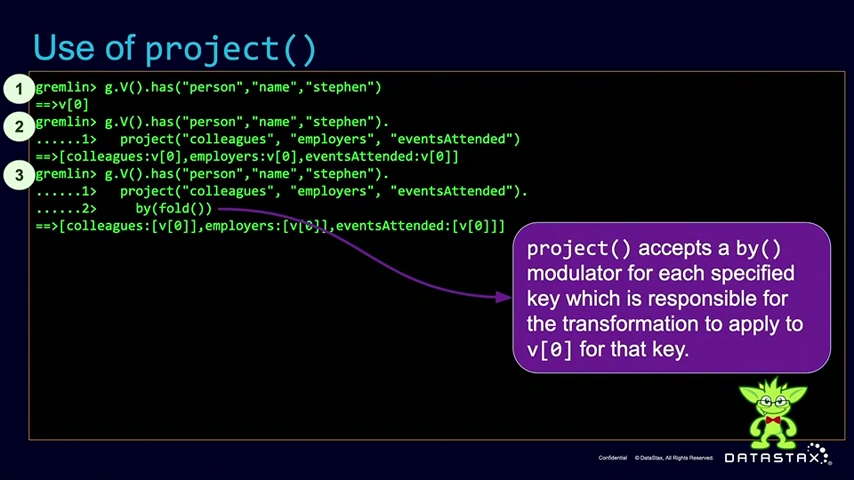 Use of project()
1 gremlin> g.V().has("person","name","stephen")
==>v[0]
2 gremlin> g.V().has("person","name","stephen").
......1> project("colleagues", "employers", "eventsAttended")
==>[colleagues:v[0],employers:v[0],eventsAttended:v[0]]
3 gremlin> g.V().has("person","name","stephen").
......1> project("colleagues", "employers", "eventsAttended").
......2> by(fold())
==>[colleagues:[v[0]],employers:[v[0]],eventsAttended:[v[0]]]
project() accepts a by()
modulator for each specified
key which is responsible for
the transformation to apply to
v[0] for that key.
Confidential © DataStax, All Rights Reserved.
DATASTAX